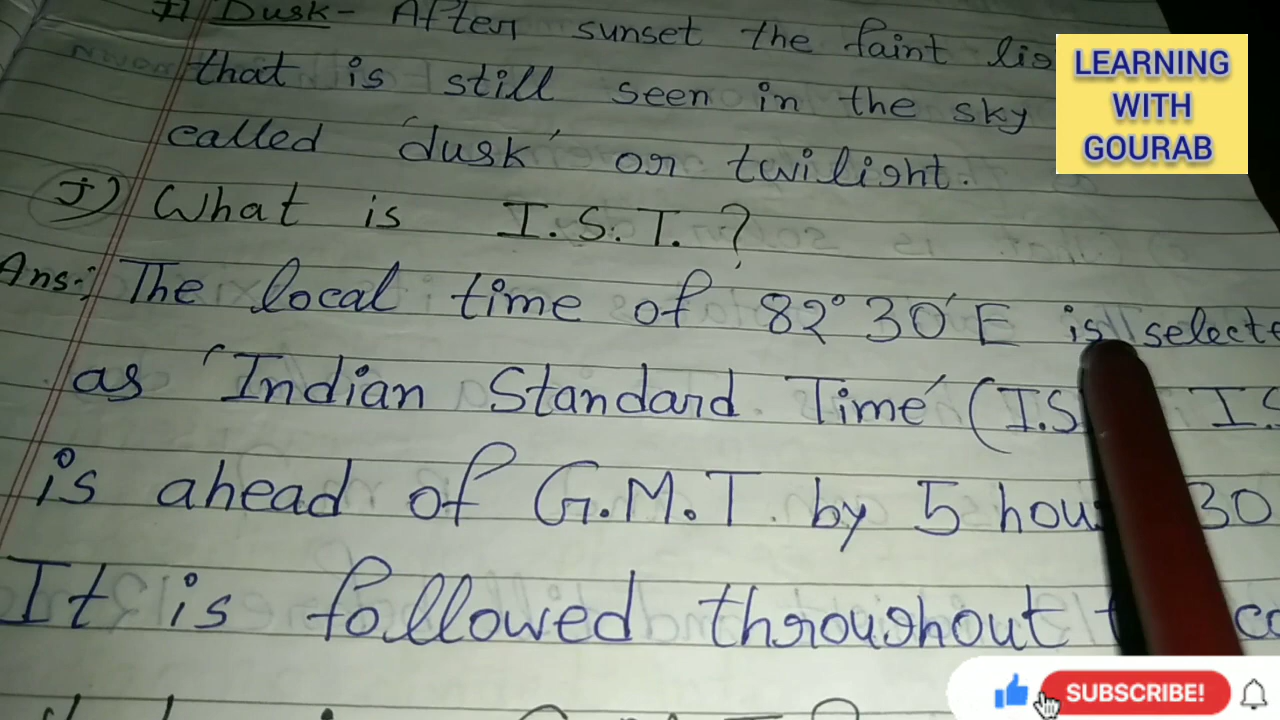 Dusk - After sunset the faint
that is still seen in the sky
called 'dusk' or twilight.
j) What is I.S.T. ?
Ans:- The local time of 82°30'E is
as 'Indian Standard Time' (I.S
is ahead of G.M.T. by 5 30
It is followed throughout
LEARNING
WITH
GOURAB
SUBSCRIBE!